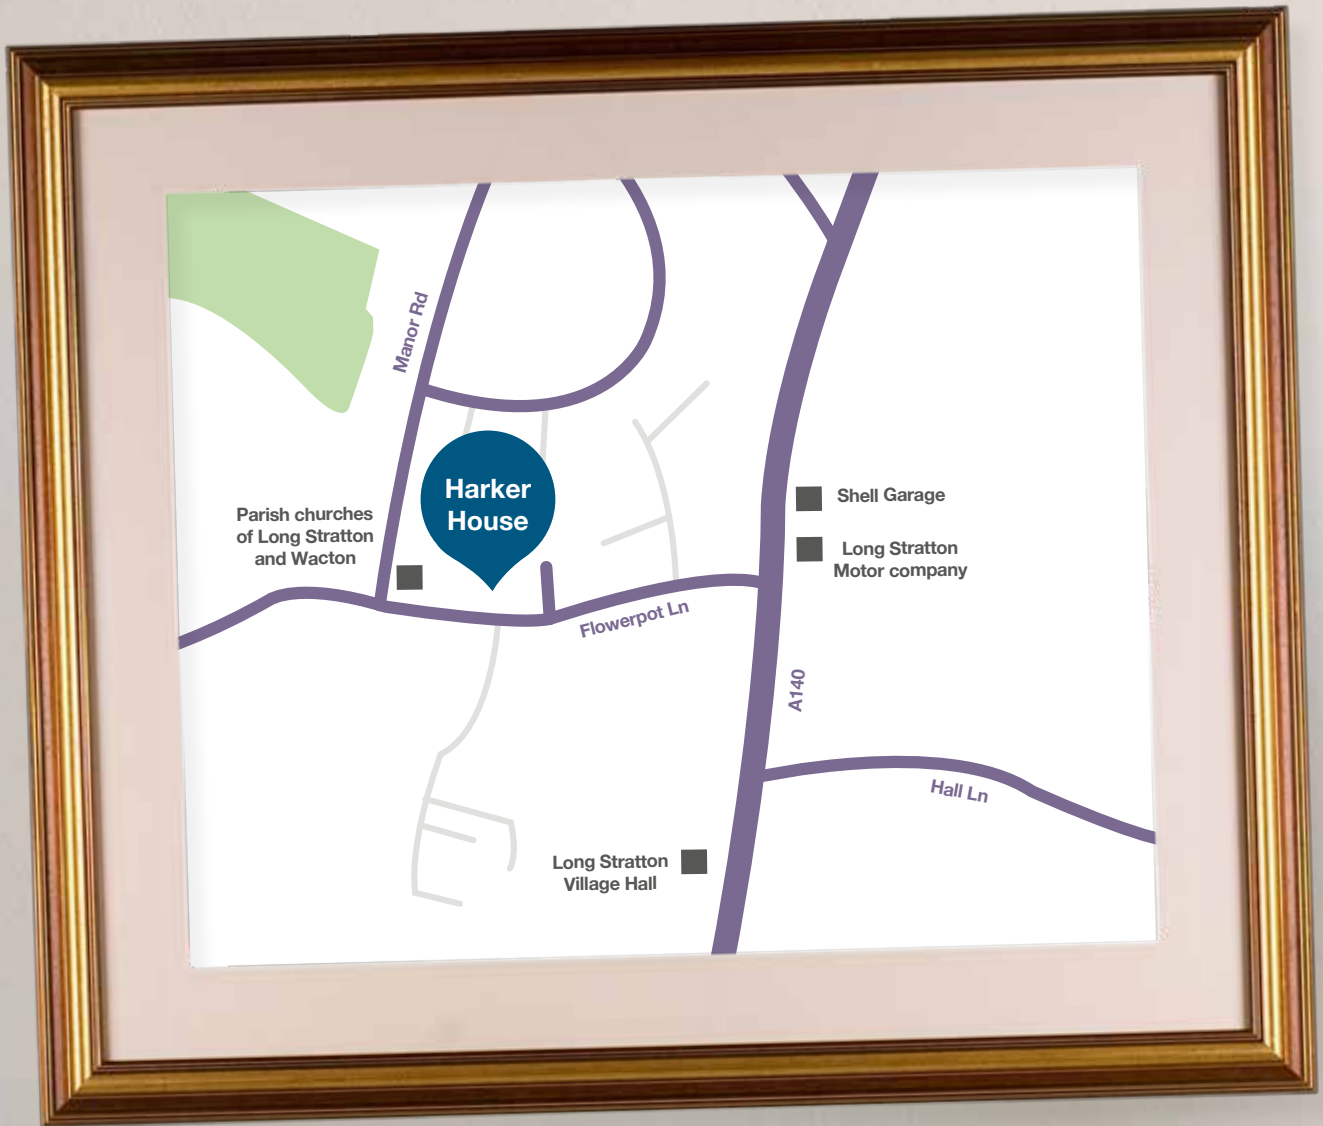 Manor Rd
Harker
House
Parish churches
of Long Stratton
and Wacton
Shell Garage
Long Stratton
Motor company
Flowerpot Ln
A140
Hall Ln
Long Stratton
Village Hall